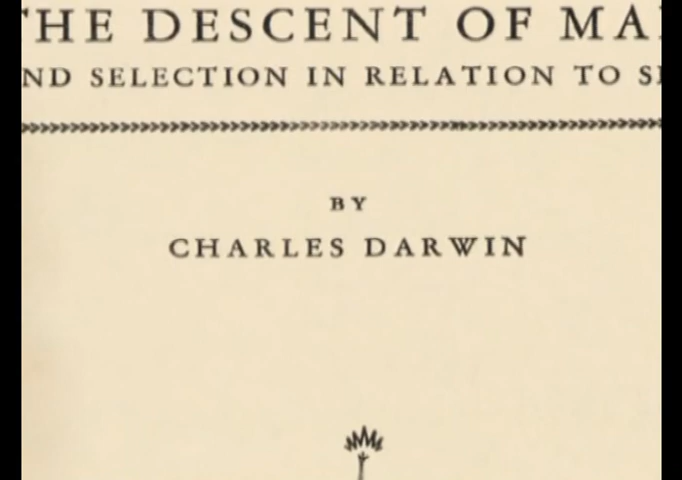 HE DESCENT OF MA
ND SELECTION IN RELATION TO S
BY
CHARLES DARWIN